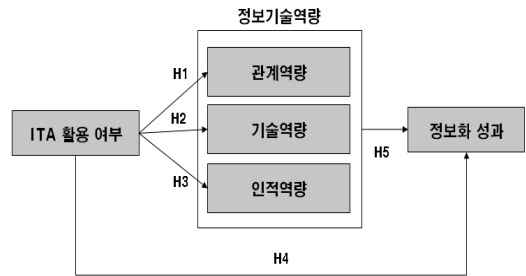 정보기술역량
H1
관계역량
H2
ITA 활용 여부
기술역량
정보화 성과
H3
인적역량
H5
H4